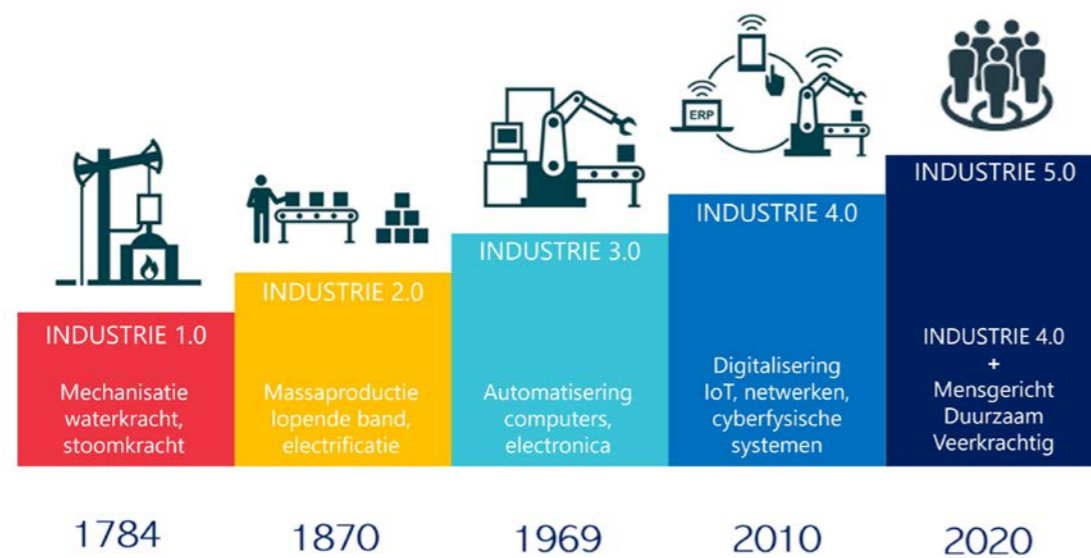 ERP
INDUSTRIE 1.0
Mechanisatie
waterkracht,
stoomkracht
1784
INDUSTRIE 2.0
Massaproductie
lopende band,
electrificatie
1870
INDUSTRIE 3.0
Automatisering
computers,
electronica
1969
INDUSTRIE 4.0
Digitalisering
IoT, netwerken,
cyberfysische
systemen
2010
INDUSTRIE 5.0
INDUSTRIE 4.0
+
Mensgericht
Duurzaam
Veerkrachtig
2020